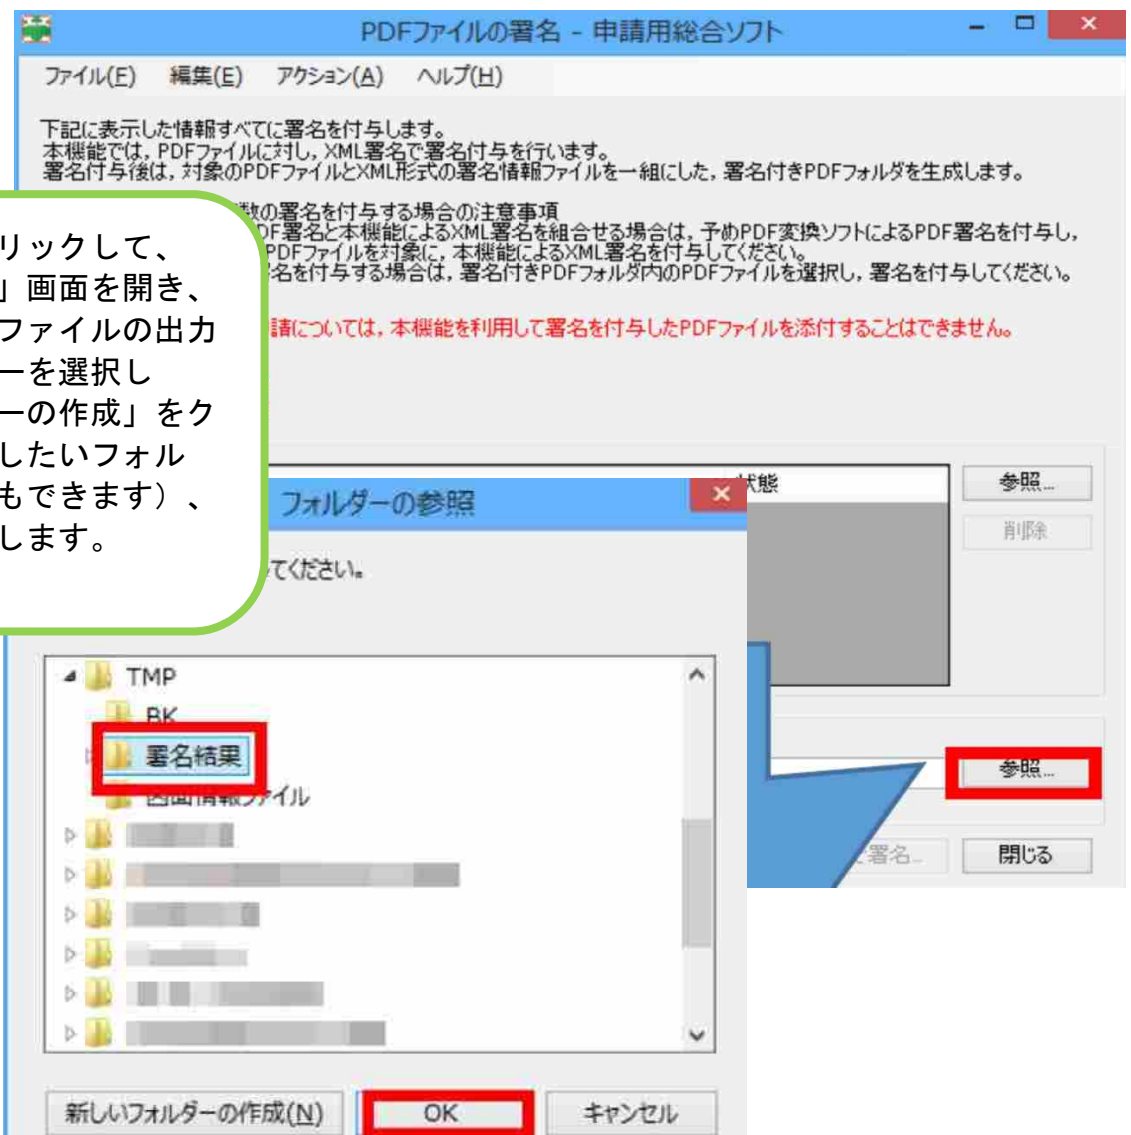 PDFファイルの署名 - 申請用総合ソフト
ファイル(F) 編集(E) アクション(A) ヘルプ(H)
下記に表示した情報すべてに署名を付与します。
本機能では，PDFファイルに対し，XML署名で署名付与を行います。
署名付与後は，対象のPDFファイルとXML形式の署名情報ファイルを一組にした，署名付きPDFフォルダを生成します。
数の署名を付与する場合の注意事項
DF署名と本機能によるXML署名を組合せる場合は，予めPDF変換ソフトによるPDF署名を付与し，
PDFファイルを対象に，本機能によるXML署名を付与してください。
署名を付与する場合は，署名付きPDFフォルダ内のPDFファイルを選択し，署名を付与してください。
請については，本機能を利用して署名を付与したPDFファイルを添付することはできません。
リックして、
」画面を開き、
ファイルの出力
ーを選択し
ーの作成」をク
したいフォル
もできます）、
します。
状態
参照...
削除
フォルダーの参照
てください。
TMP
BK
署名結果
図面情報ファイル
参照...
て署名...
閉じる
新しいフォルダーの作成(N)
OK
キャンセル